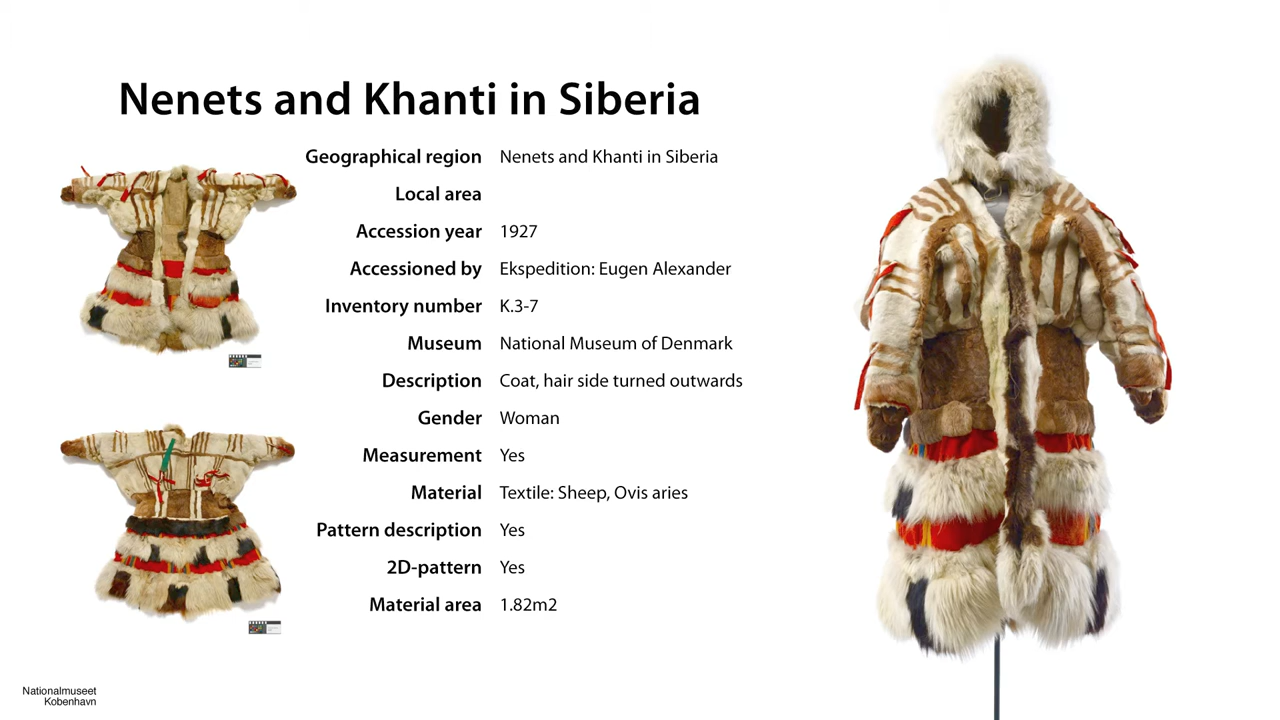 Nenets and Khanti in Siberia
Geographical region Nenets and Khanti in Siberia
Local area
Accession year 1927
Accessioned by Ekspedition: Eugen Alexander
Inventory number K.3-7
Museum National Museum of Denmark
Description Coat, hair side turned outwards
Gender Woman
Measurement Yes
Material Textile: Sheep, Ovis aries
Pattern description Yes
2D-pattern Yes
Material area 1.82m2
Nationalmuseet
Kobenhavn